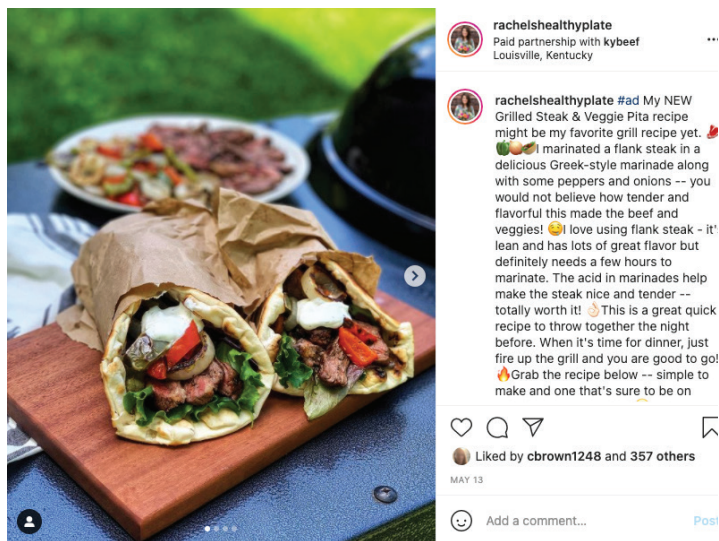 rachelshealthyplate
Paid partnership with kybeef
Louisville, Kentucky
rachelshealthyplate #ad My NEW
Grilled Steak & Veggie Pita recipe
might be my favorite grill recipe yet. 🥩
🫑🧅🥙I marinated a flank steak in a
delicious Greek-style marinade along
with some peppers and onions -- you
would not believe how tender and
flavorful this made the beef and
veggies! 😋I love using flank steak - it's
lean and has lots of great flavor but
definitely needs a few hours to
marinate. The acid in marinades help
make the steak nice and tender --
totally worth it! 👌🏻This is a great quick
recipe to throw together the night
before. When it's time for dinner, just
fire up the grill and you are good to go!
🔥Grab the recipe below -- simple to
make and one that's sure to be on
Liked by cbrown1248 and 357 others
MAY 13
Add a comment... Post